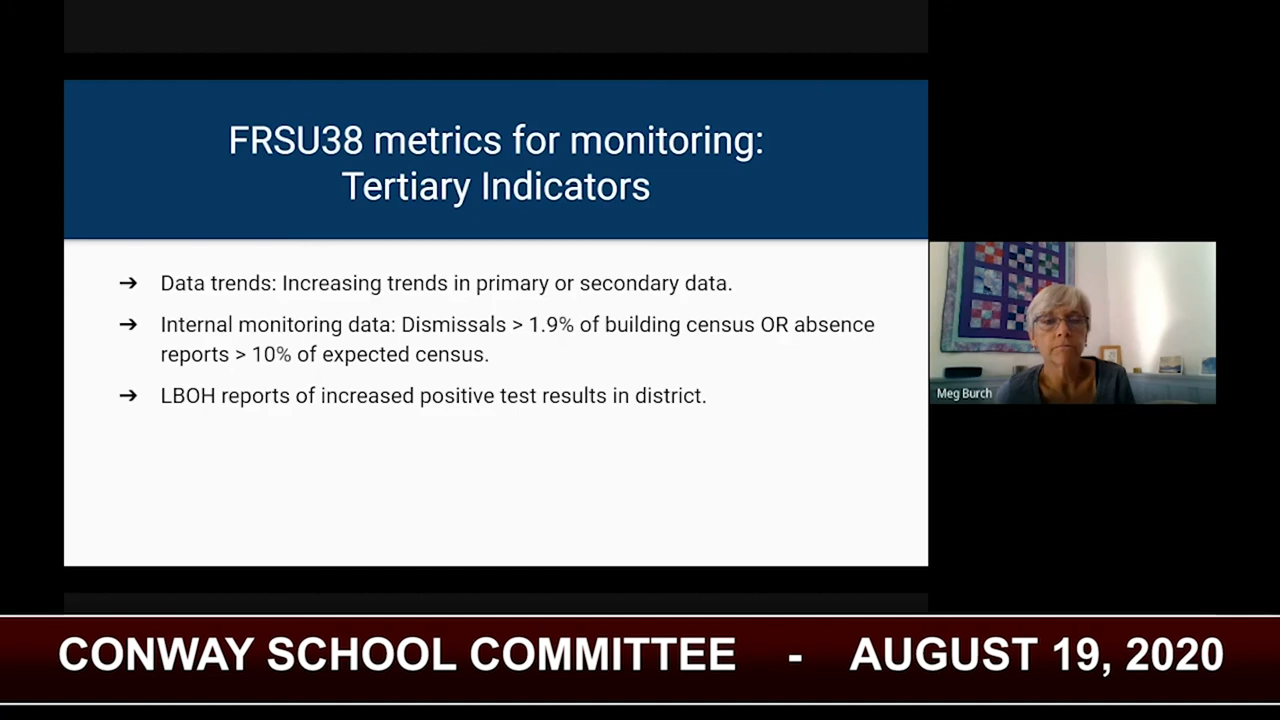 FRSU38 metrics for monitoring:
Tertiary Indicators
➔ Data trends: Increasing trends in primary or secondary data.
➔ Internal monitoring data: Dismissals > 1.9% of building census OR absence
reports > 10% of expected census.
➔ LBOH reports of increased positive test results in district.
Meg Burch
CONWAY SCHOOL COMMITTEE - AUGUST 19, 2020